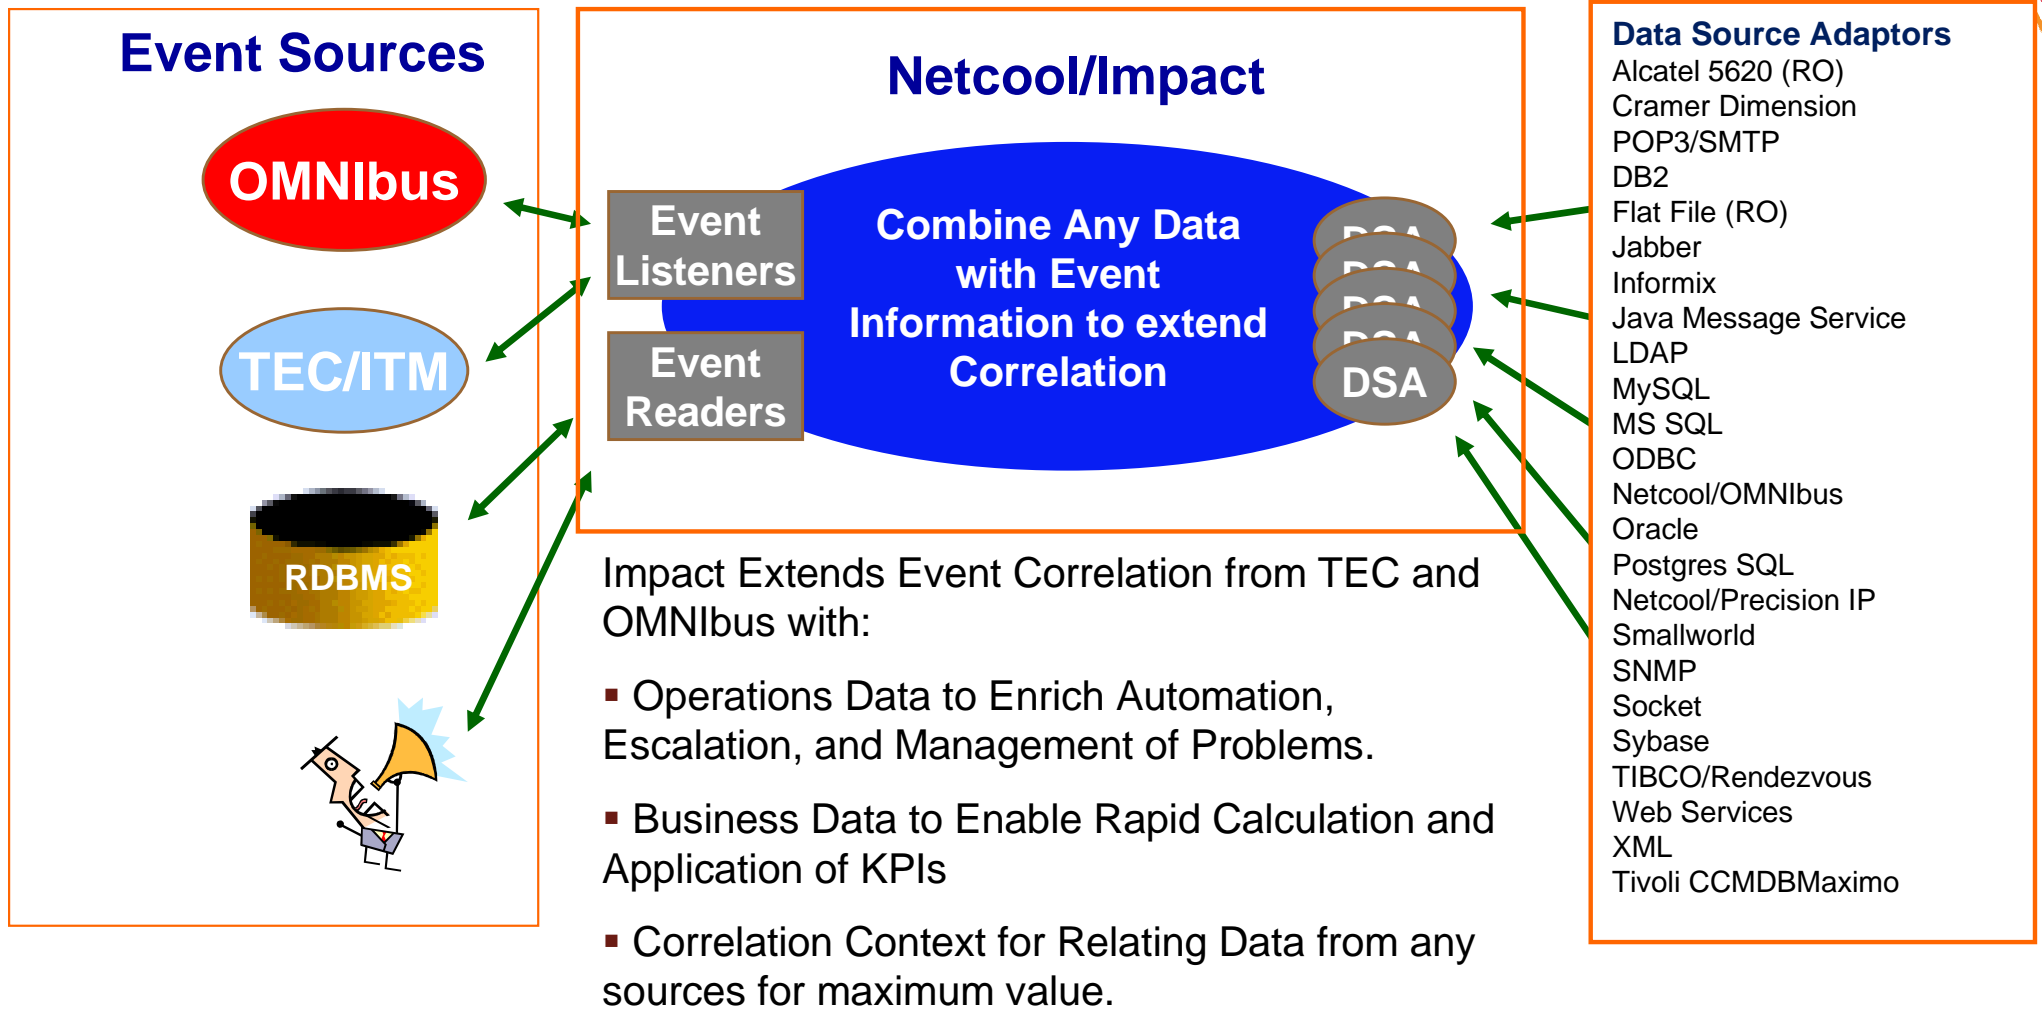 Event Sources
OMNIbus
TEC/ITM
RDBMS
Netcool/Impact
Event
Listeners
Event
Readers
Combine Any Data
with Event
Information to extend
Correlation
DSA
DSA
DSA
DSA
DSA
Impact Extends Event Correlation from TEC and
OMNIbus with:
▪ Operations Data to Enrich Automation,
Escalation, and Management of Problems.
▪ Business Data to Enable Rapid Calculation and
Application of KPIs
▪ Correlation Context for Relating Data from any
sources for maximum value.
Data Source Adaptors
Alcatel 5620 (RO)
Cramer Dimension
POP3/SMTP
DB2
Flat File (RO)
Jabber
Informix
Java Message Service
LDAP
MySQL
MS SQL
ODBC
Netcool/OMNIbus
Oracle
Postgres SQL
Netcool/Precision IP
Smallworld
SNMP
Socket
Sybase
TIBCO/Rendezvous
Web Services
XML
Tivoli CCMDBMaximo